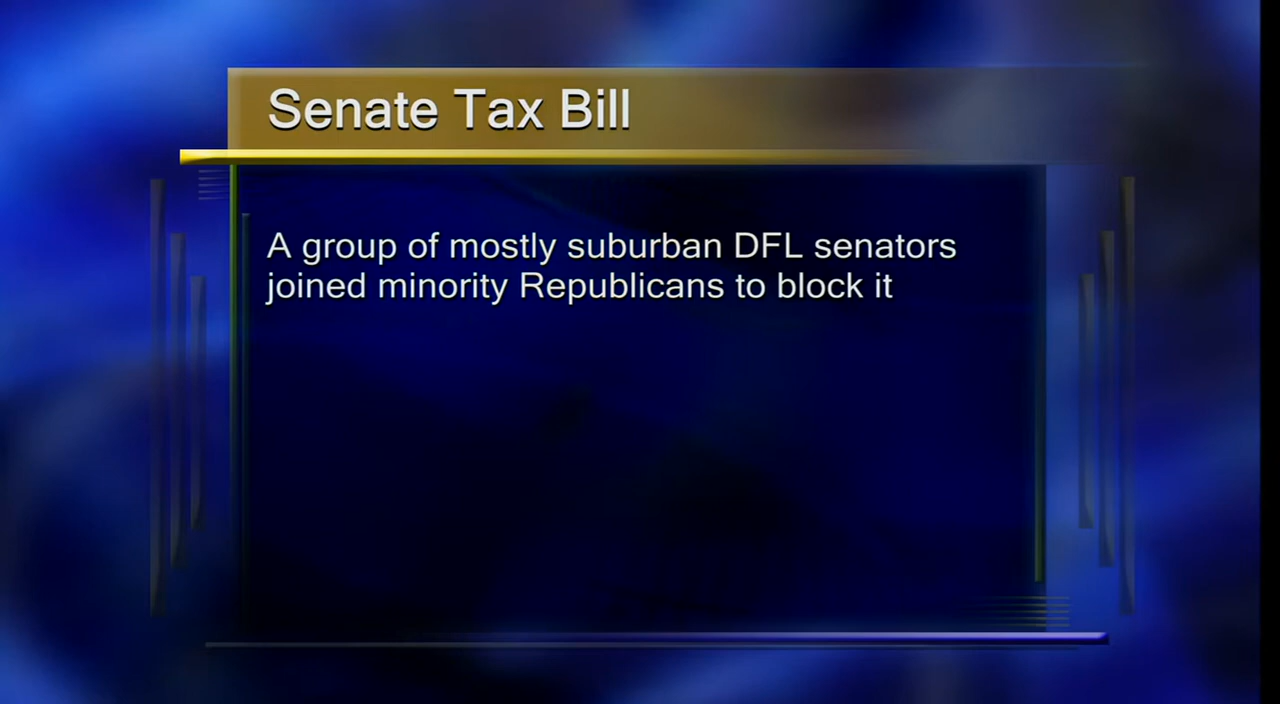 Senate Tax Bill
A group of mostly suburban DFL senators
joined minority Republicans to block it